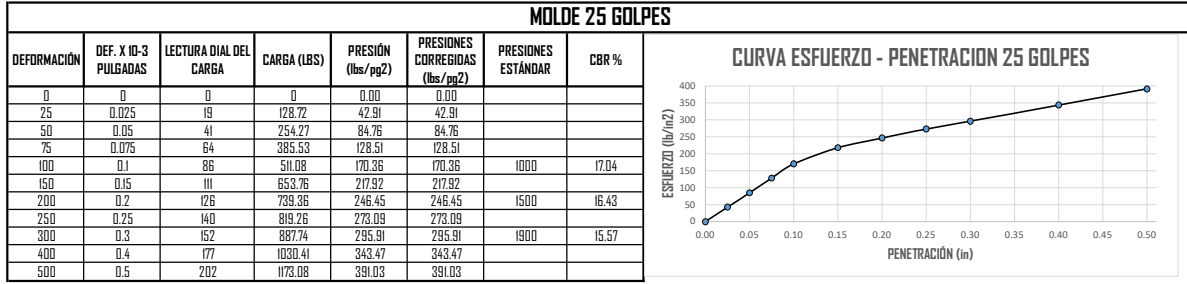 MOLDE 25 GOLPES
DEFORMACIÓN DEF. X 10-3 PULGADAS LECTURA DIAL DEL CARGA CARGA (LBS) PRESIÓN (lbs/pg2) PRESIONES CORREGIDAS (lbs/pg2) PRESIONES ESTÁNDAR CBR %
0 0 0 0 0.00 0.00
25 0.025 19 128.72 42.91 42.91
50 0.05 41 254.27 84.76 84.76
75 0.075 64 385.53 128.51 128.51
100 0.1 86 511.08 170.36 170.36 1000 17.04
150 0.15 111 653.76 217.92 217.92
200 0.2 126 739.36 246.45 246.45 1500 16.43
250 0.25 140 819.26 273.09 273.09
300 0.3 152 887.74 295.91 295.91 1900 15.57
400 0.4 177 1030.41 343.47 343.47
500 0.5 202 1173.08 391.03 391.03
CURVA ESFUERZO - PENETRACION 25 GOLPES
ESFUERZO (lb/in2)
400
350
300
250
200
150
100
50
0
0.00 0.05 0.10 0.15 0.20 0.25 0.30 0.35 0.40 0.45 0.50
PENETRACIÓN (in)